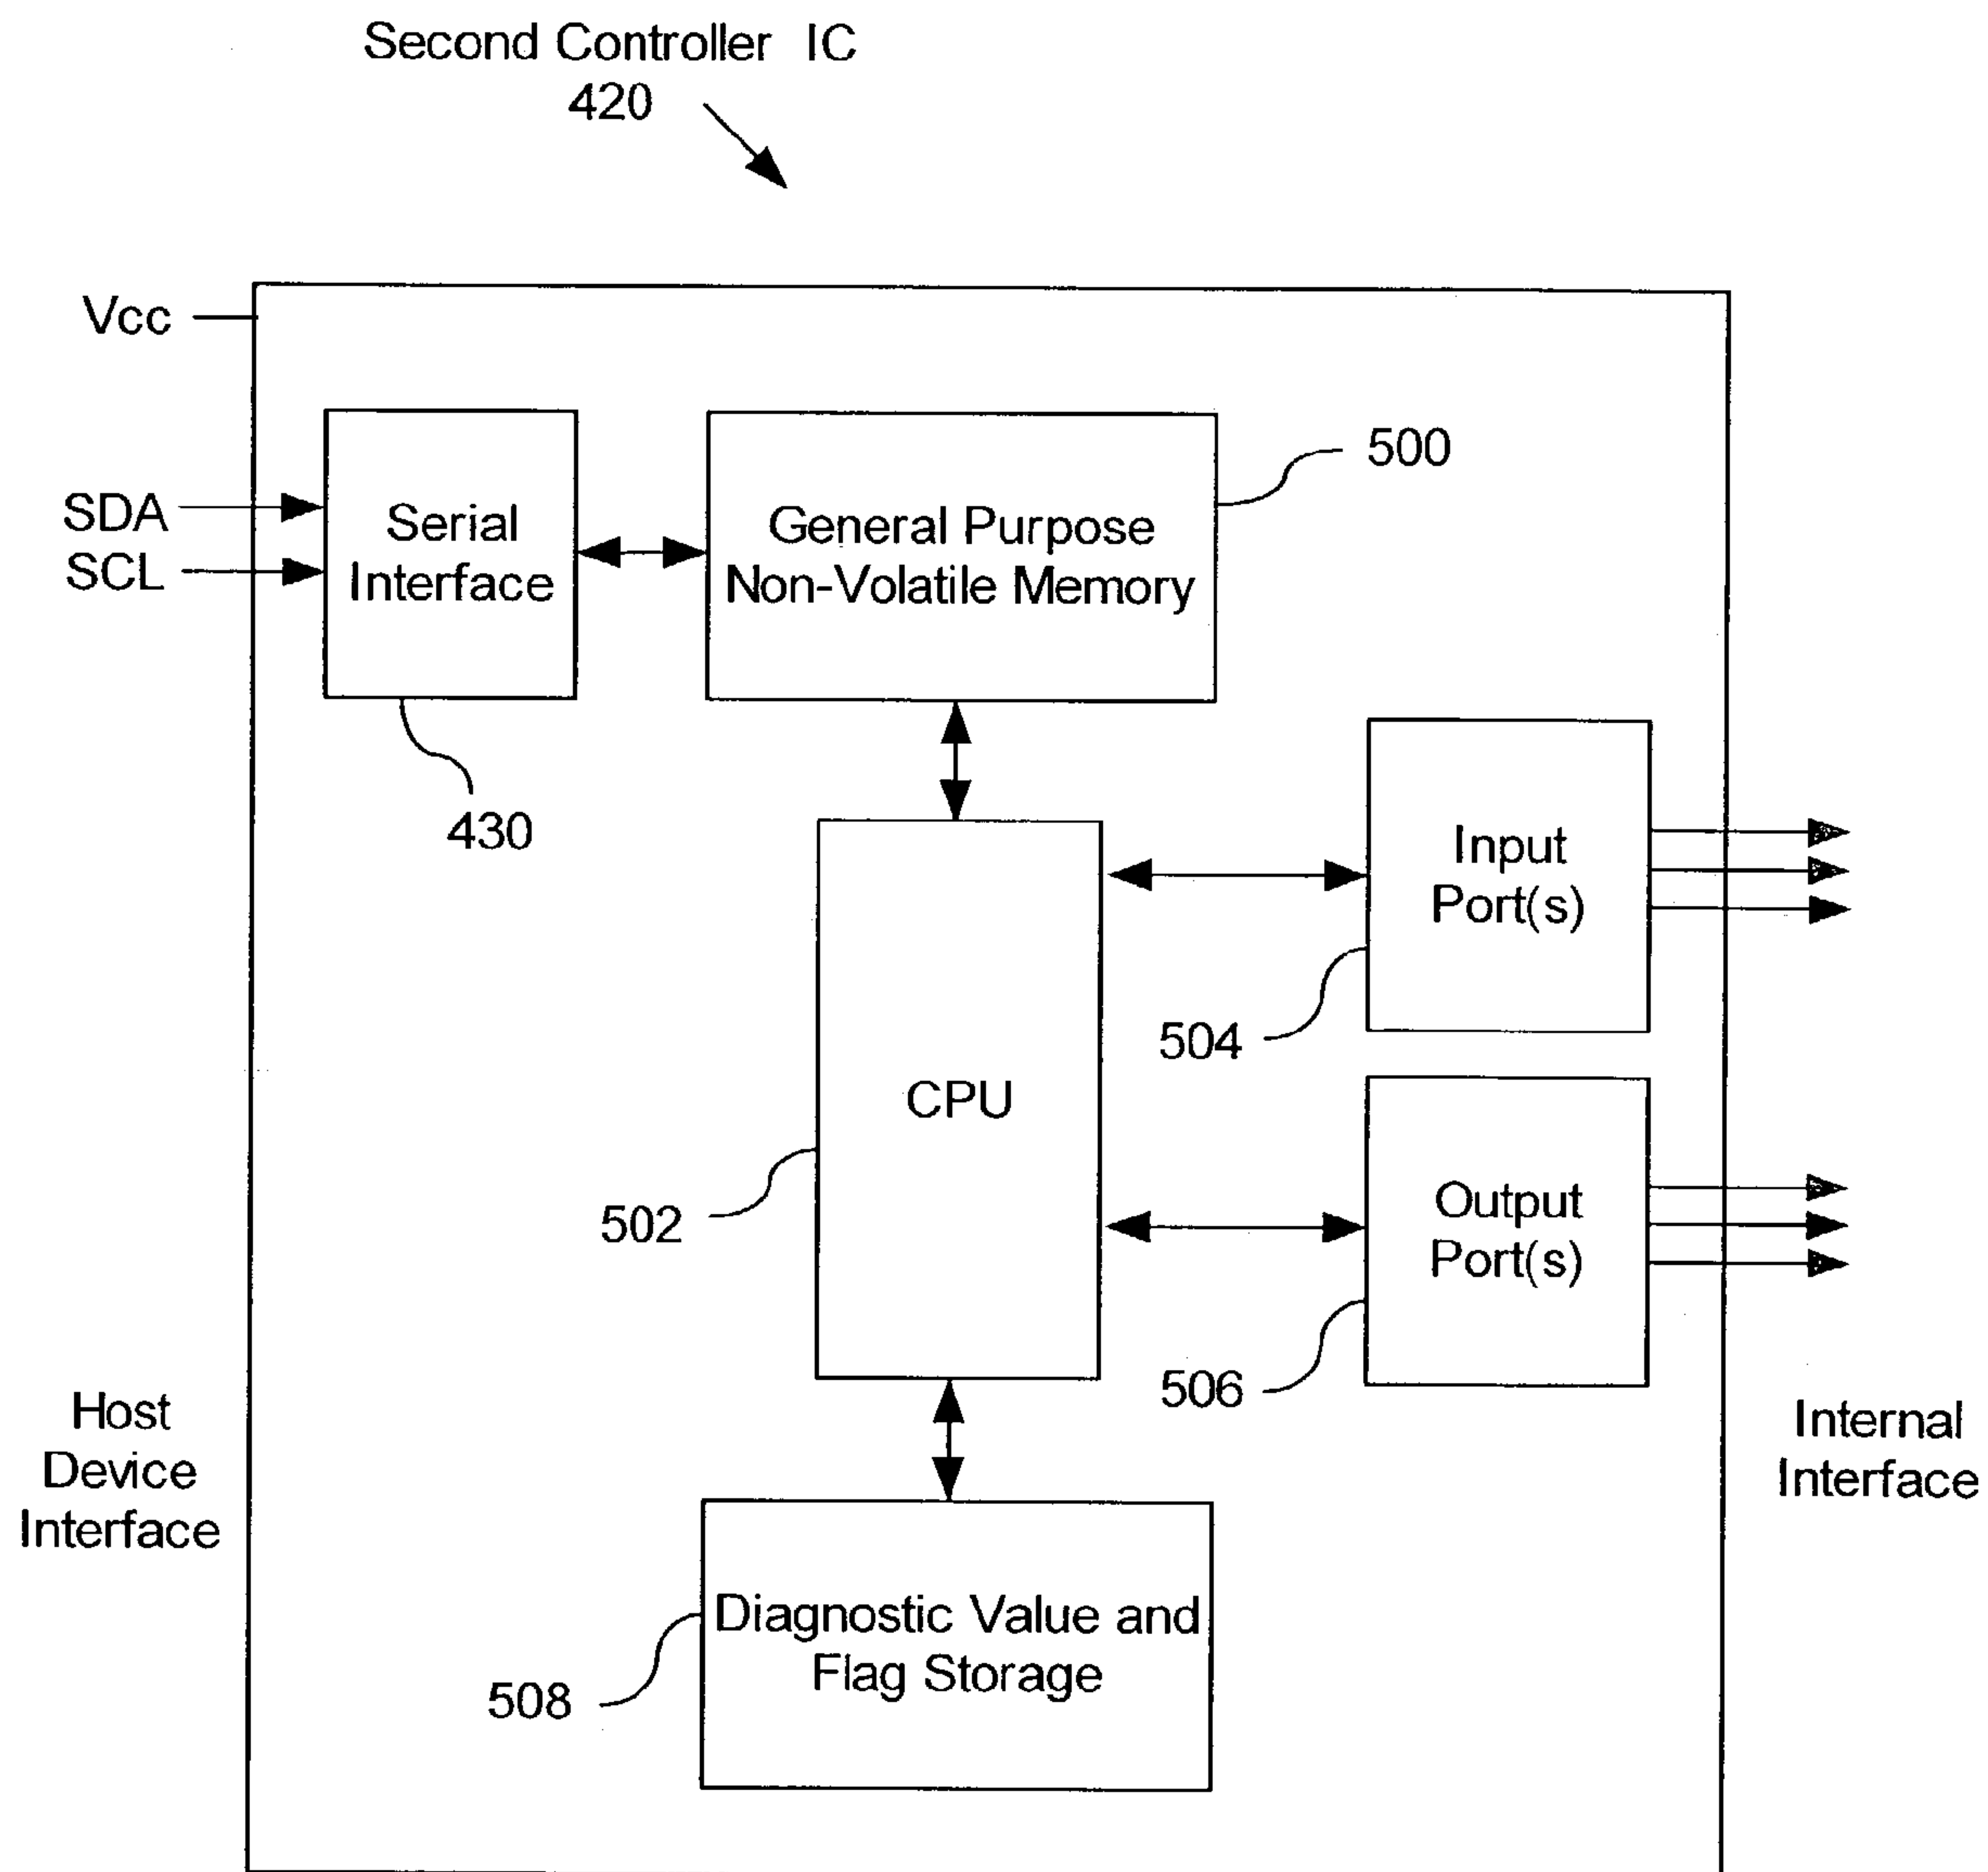 Second Controller IC
420
Vcc
SDA
SCL
Serial
Interface
430
General Purpose
Non-Volatile Memory
500
Input
Port(s)
504
CPU
502
Output
Port(s)
506
Host
Device
Interface
Internal
Interface
Diagnostic Value and
Flag Storage
508